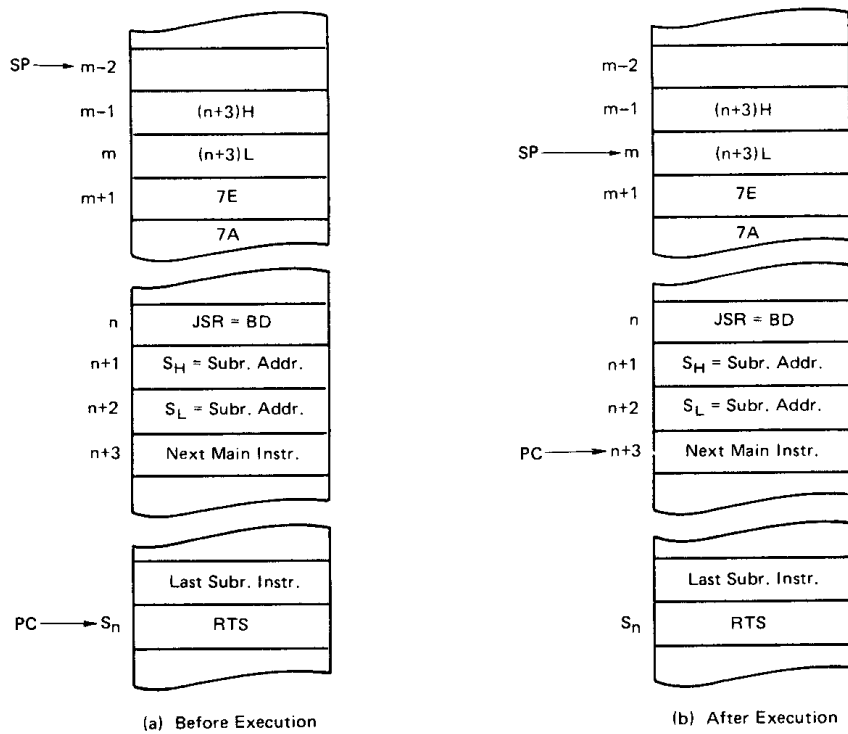 SP m-2
m-1 (n+3)H
m (n+3)L
m+1 7E
7A
n JSR = BD
n+1 SH = Subr. Addr.
n+2 SL = Subr. Addr.
n+3 Next Main Instr.
Last Subr. Instr.
PC Sn RTS
(a) Before Execution
m-2
m-1 (n+3)H
SP m (n+3)L
m+1 7E
7A
n JSR = BD
n+1 SH = Subr. Addr.
n+2 SL = Subr. Addr.
PC n+3 Next Main Instr.
Last Subr. Instr.
Sn RTS
(b) After Execution